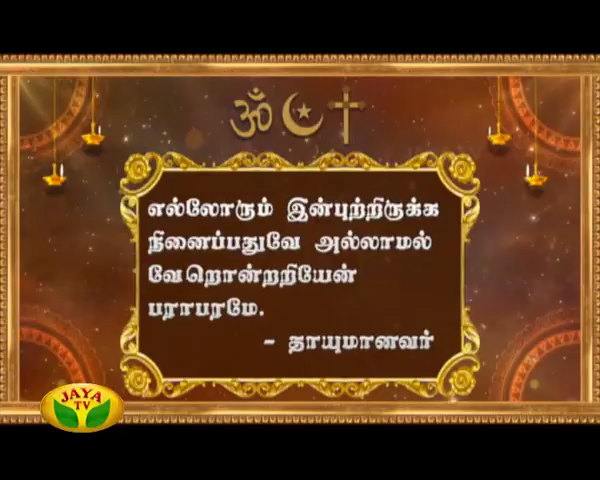 ॐ
எல்லோரும் இன்புற்றிருக்க
நினைப்பதுவே அல்லாமல்
வேறொன்றறியேன்
பராபரமே.
- தாயுமானவர்
JAYA
TV